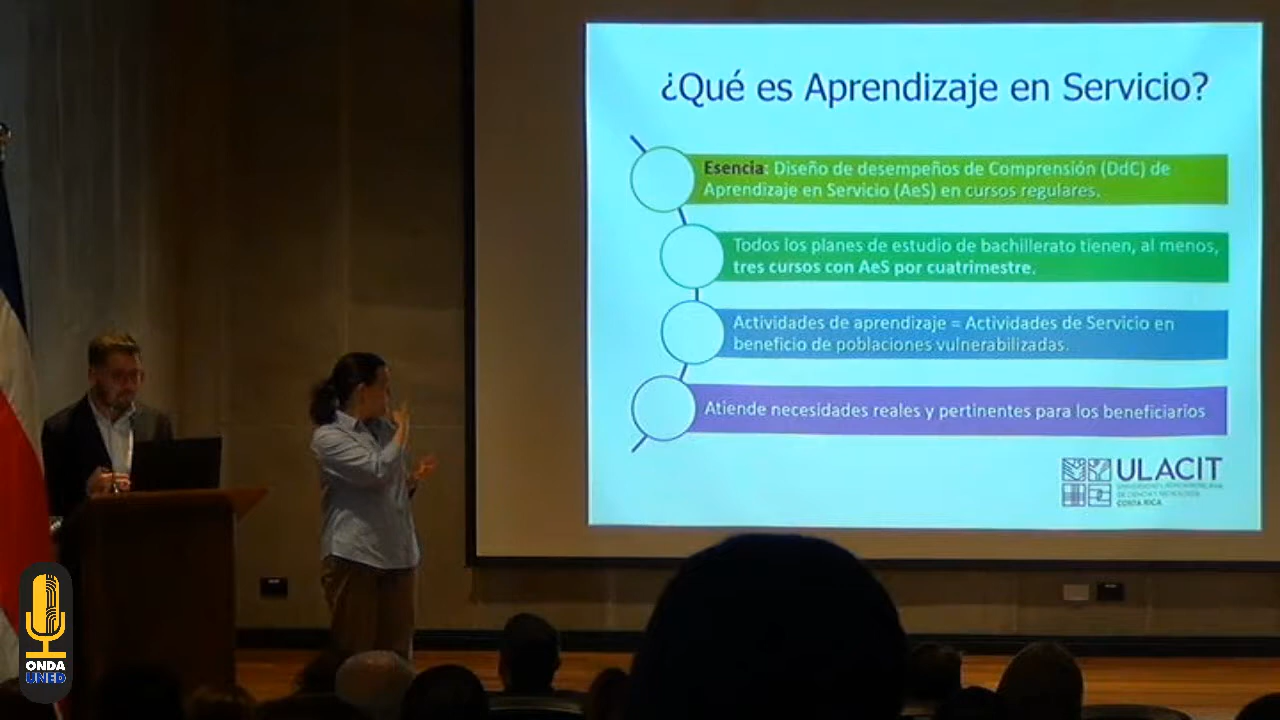 ¿Qué es Aprendizaje en Servicio?
Esencia: Diseño de desempeños de Comprensión (DdC) de
Aprendizaje en Servicio (AeS) en cursos regulares.
Todos los planes de estudio de bachillerato tienen, al menos,
tres cursos con AeS por cuatrimestre.
Actividades de aprendizaje = Actividades de Servicio en
beneficio de poblaciones vulnerabilizadas.
Atiende necesidades reales y pertinentes para los beneficiarios
ULACIT
COSTA RICA
ONDA
UNED